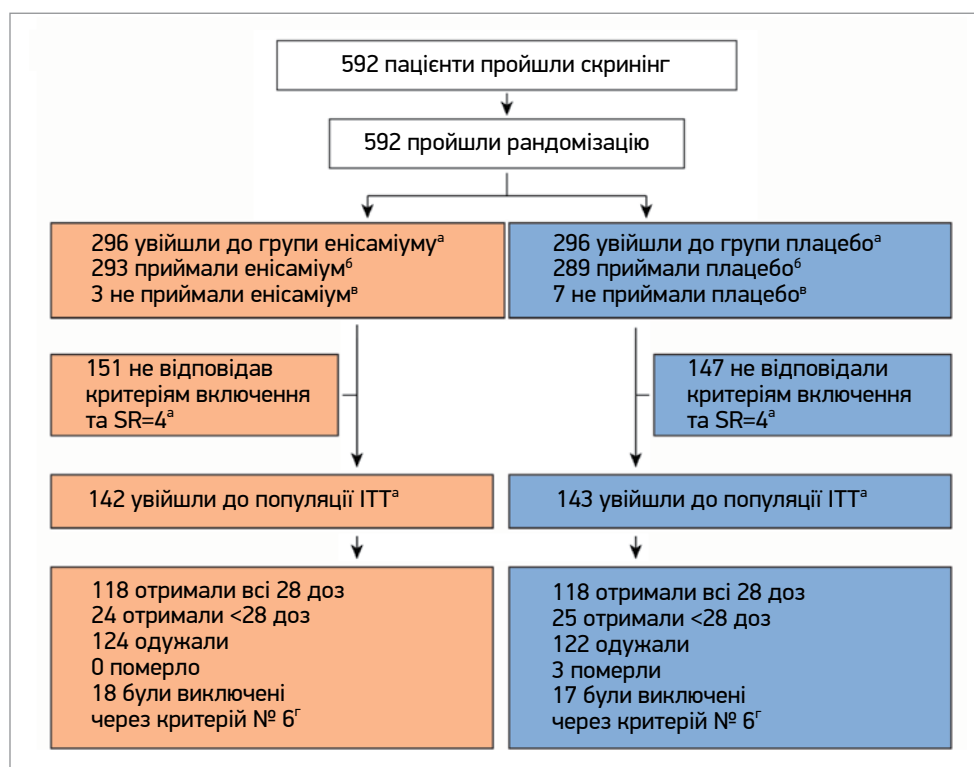 592 пацієнти пройшли скринінг
592 пройшли рандомізацію
296 увійшли до групи енісаміумуᵃ
293 приймали енісаміумᵇ
3 не приймали енісаміумᵛ
296 увійшли до групи плацебоᵃ
289 приймали плацебоᵇ
7 не приймали плацебоᵛ
151 не відповідав
критеріям включення
та SR=4ᵃ
147 не відповідали
критеріям включення
та SR=4ᵃ
142 увійшли до популяції ІТТᵃ
143 увійшли до популяції ІТТᵃ
118 отримали всі 28 доз
24 отримали <28 доз
124 одужали
0 померло
18 були виключені
через критерій № 6ᵍ
118 отримали всі 28 доз
25 отримали <28 доз
122 одужали
3 померли
17 були виключені
через критерій № 6ᵍ